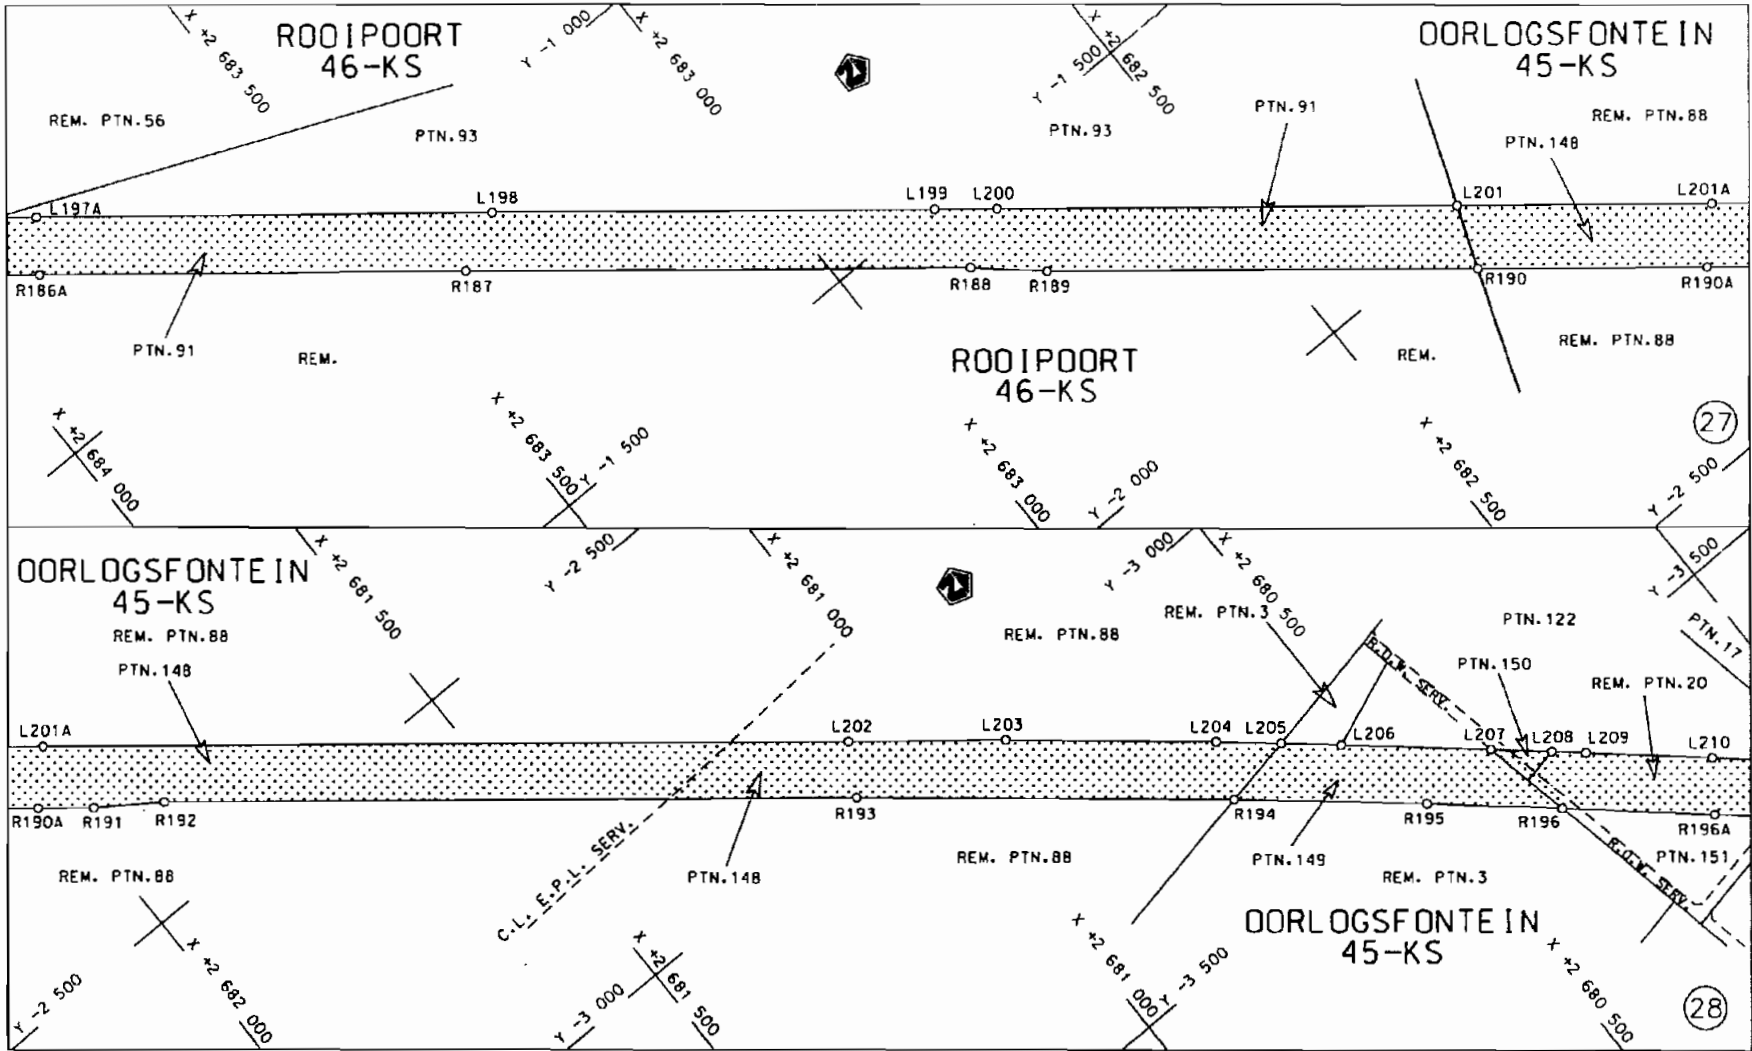 X +2 683 500
ROOIPOORT
46-KS
Y -1 000
X +2 683 000
Y -1 500
X +2 682 500
OORLOGSFONTEIN
45-KS
REM. PTN.56
PTN.93
PTN.93
PTN.91
REM. PTN.88
PTN.148
L197A
L198
L199
L200
L201
L201A
R186A
R187
R188
R189
R190
R190A
PTN.91
REM.
ROOIPOORT
46-KS
REM.
REM. PTN.88
X +2 684 000
X +2 683 500
Y -1 500
X +2 683 000
Y -2 000
X +2 682 500
27
Y -2 500
OORLOGSFONTEIN
45-KS
REM. PTN.88
PTN.148
X +2 681 500
Y -2 500
X +2 681 000
REM. PTN.88
Y -3 000
X +2 680 500
REM. PTN.3
R.O.W. SERV.
PTN.122
PTN.150
Y -3 500
PTN.17
REM. PTN.20
L201A
L202
L203
L204
L205
L206
L207
L208
L209
L210
R190A
R191
R192
R193
R194
R195
R196
R196A
REM. PTN.88
C.L. E.P.L. SERV.
PTN.148
REM. PTN.88
PTN.149
REM. PTN.3
R.O.W. SERV.
PTN.151
OORLOGSFONTEIN
45-KS
Y -2 500
X +2 682 000
Y -3 000
X +2 681 500
X +2 681 000
Y -3 500
X +2 680 500
28